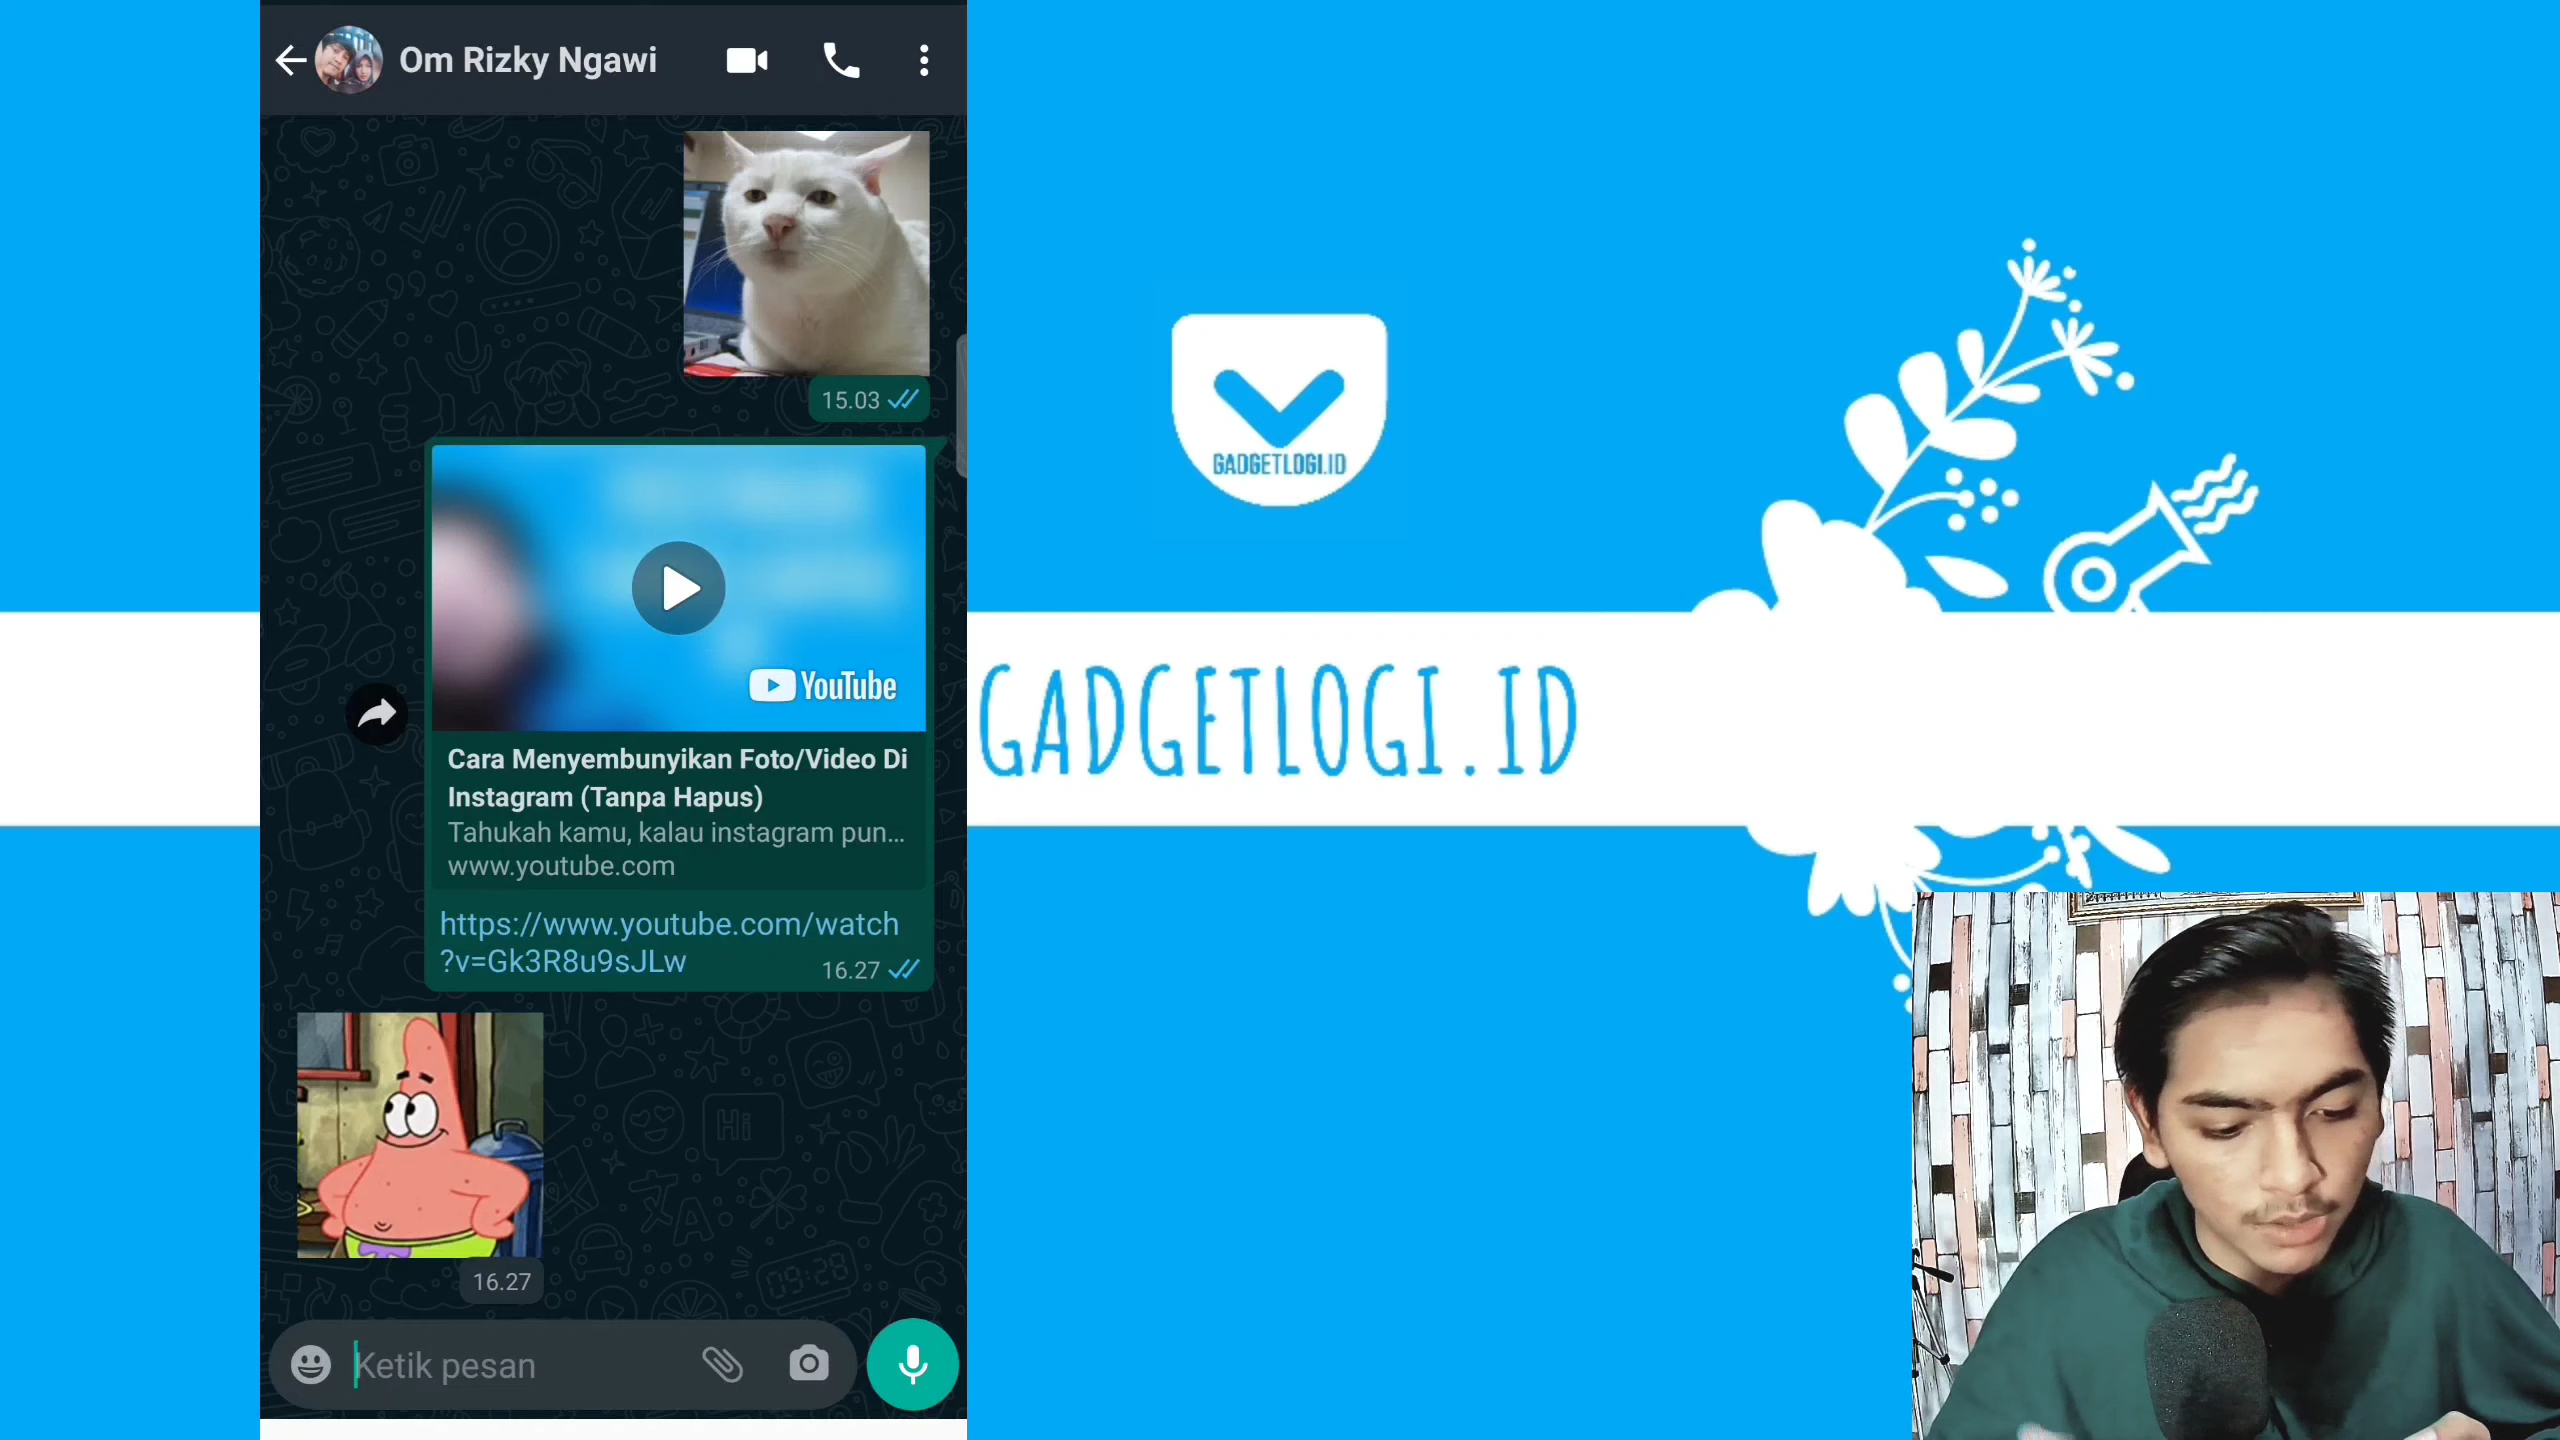 Om Rizky Ngawi
15.03
YouTube
Cara Menyembunyikan Foto/Video Di
Instagram (Tanpa Hapus)
Tahukah kamu, kalau instagram pun...
www.youtube.com
https://www.youtube.com/watch
?v=Gk3R8u9sJLw
16.27
16.27
Ketik pesan
GADGETLOGI.ID
GADGETLOGI.ID